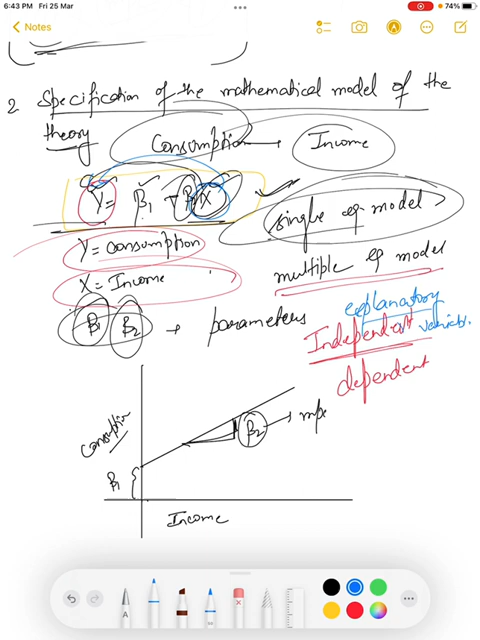 6:43 PM Fri 25 Mar
74%
Notes
2 Specification of the mathematical model of the
theory
Consumption → Income
Y = β1 + β2 X
single eq model
Y = consumption
X = Income
multiple eq model
β1 β2 → parameters
explanatory
Independent variabl.
dependent
consumption
β2 → mpc
β1
Income
A